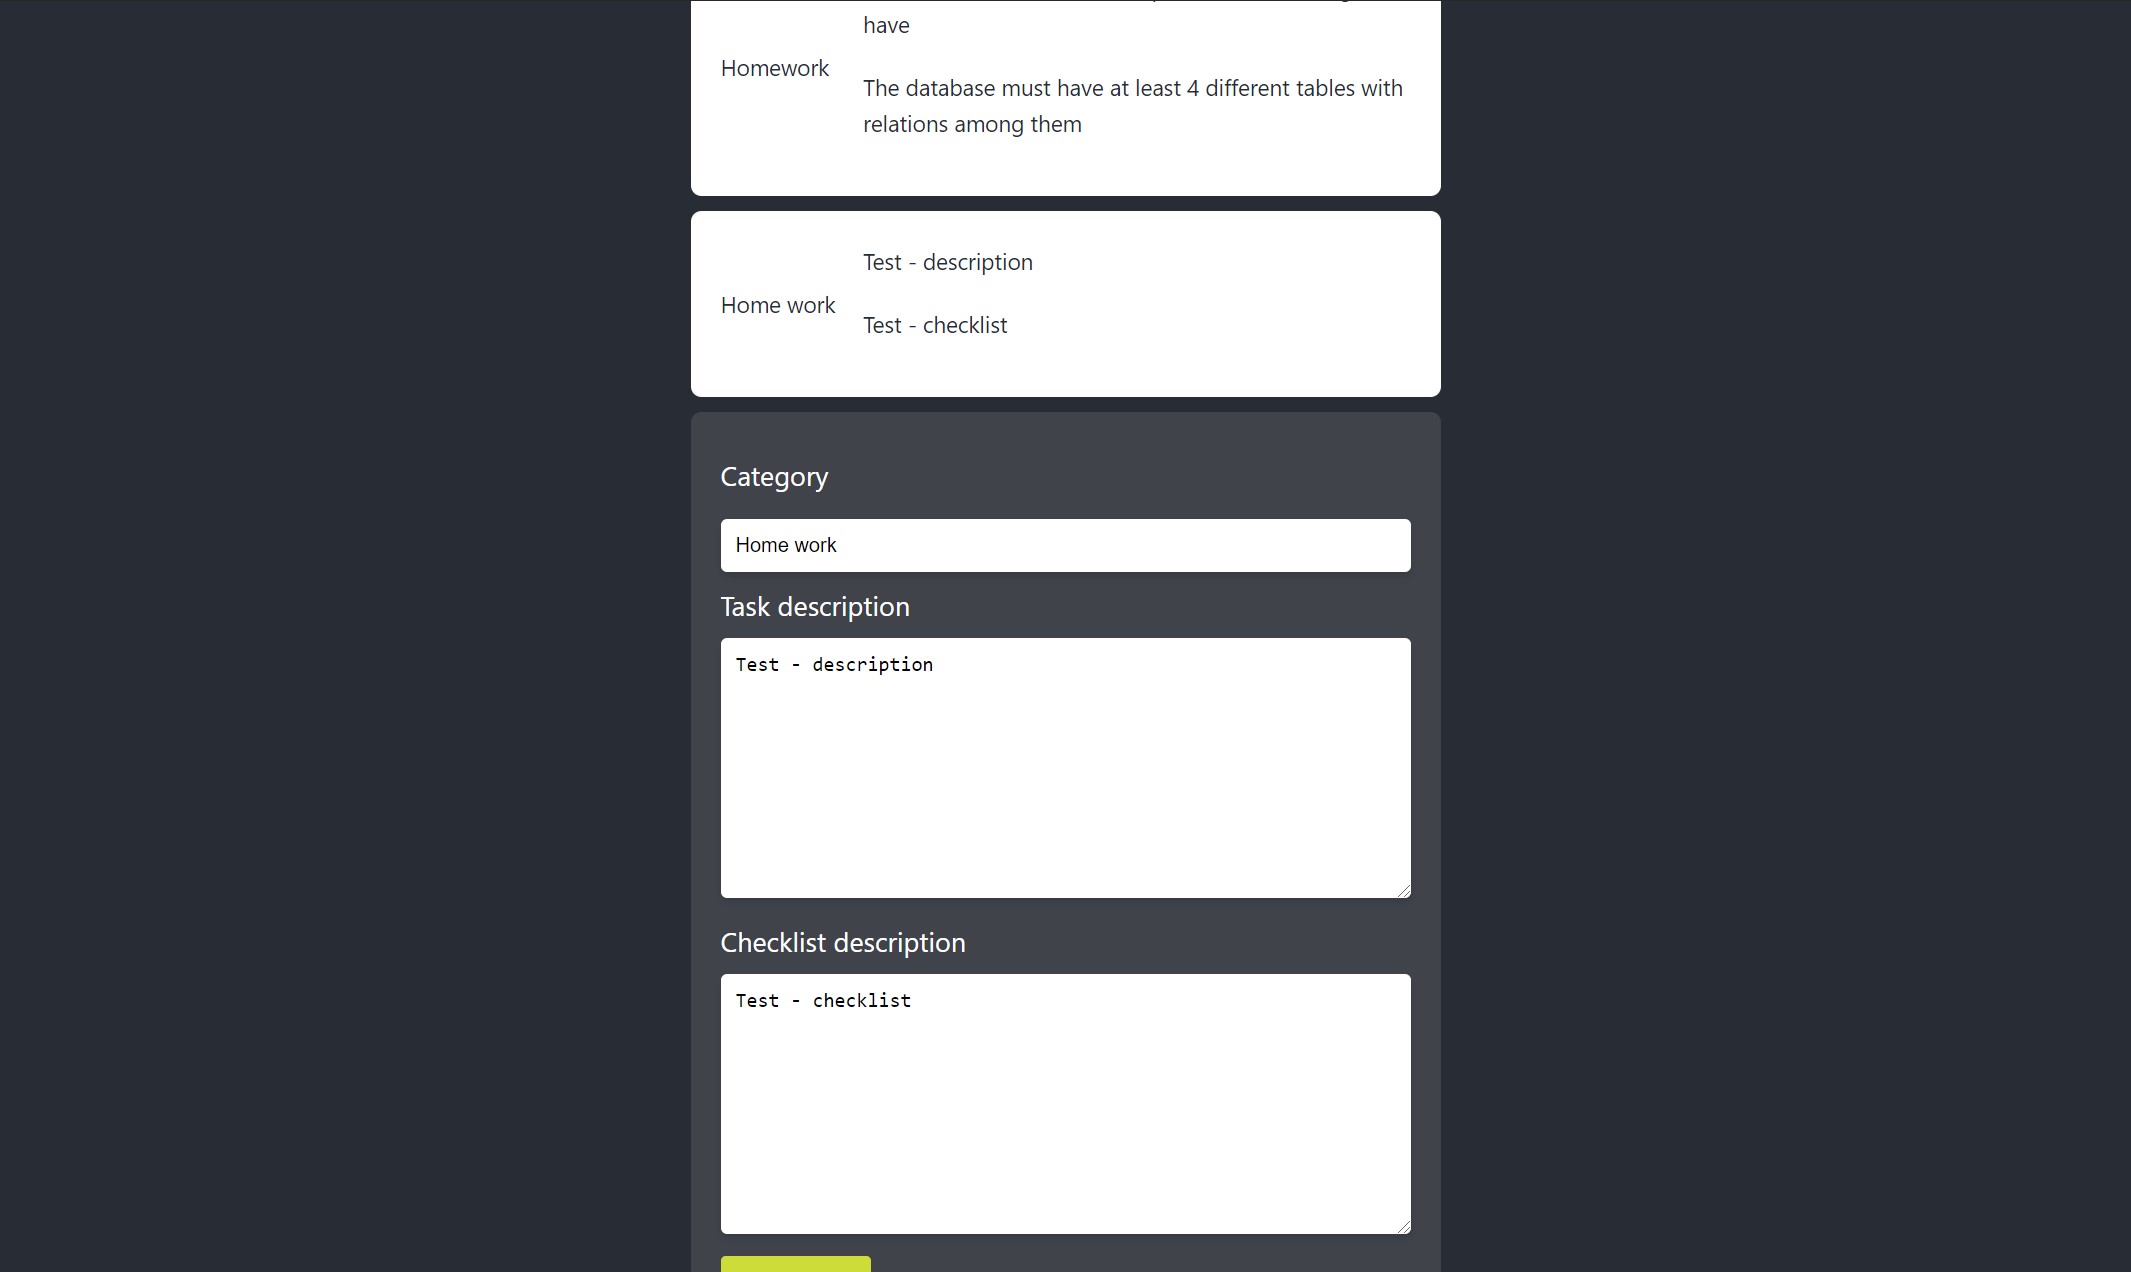 have
Homework
The database must have at least 4 different tables with
relations among them
Test - description
Home work
Test - checklist
Category
Home work
Task description
Test - description
Checklist description
Test - checklist